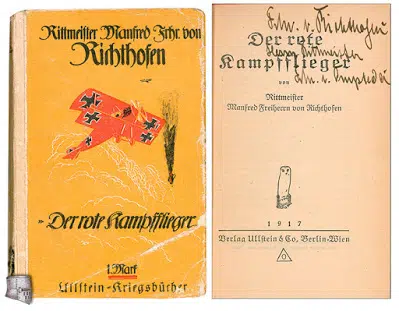 Rittmeister Manfred Frhr. von
Richthofen
Der rote Kampfflieger
1 Mark
Ullstein-Kriegsbücher
Frhr. v. Richthofen
Der rote
Kampfflieger
von
Rittmeister
Manfred Freiherrn von Richthofen
1917
Verlag Ullstein & Co, Berlin-Wien